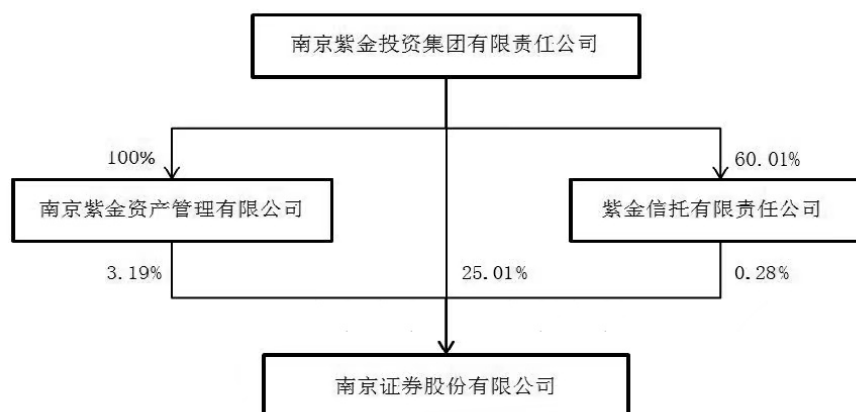 南京紫金投资集团有限责任公司
100%
60.01%
南京紫金资产管理有限公司
紫金信托有限责任公司
3.19%
25.01%
0.28%
南京证券股份有限公司